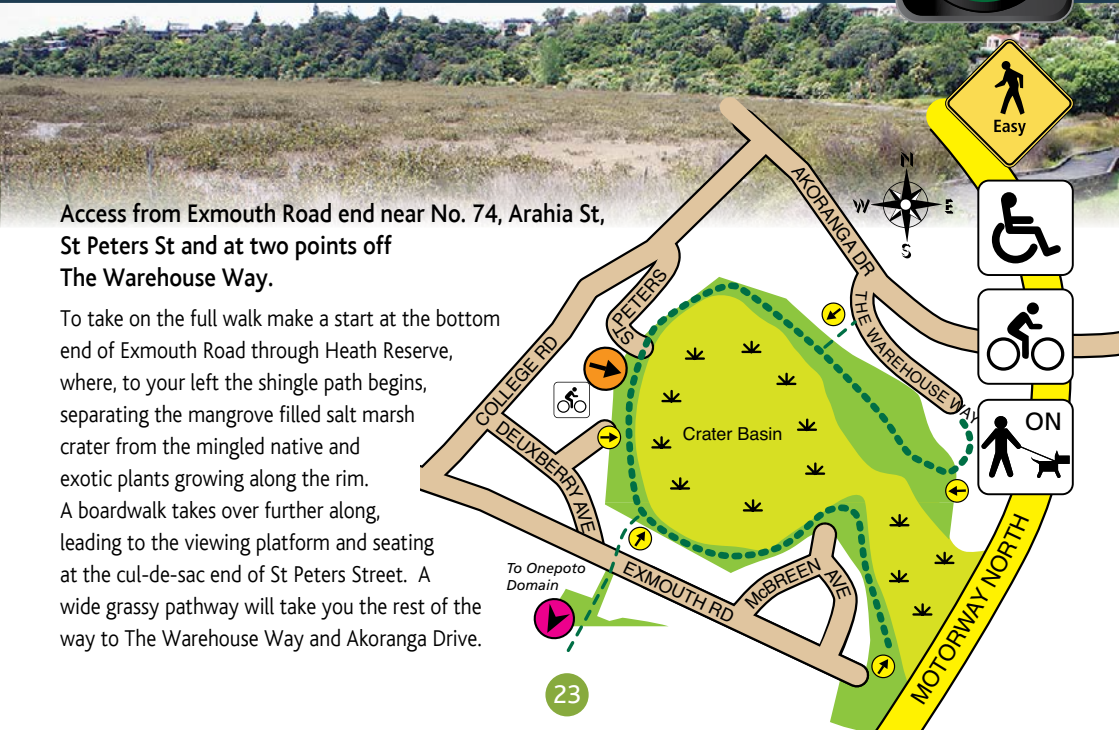 Easy
Access from Exmouth Road end near No. 74, Arahia St,
St Peters St and at two points off
The Warehouse Way.
To take on the full walk make a start at the bottom
end of Exmouth Road through Heath Reserve,
where, to your left the shingle path begins,
separating the mangrove filled salt marsh
crater from the mingled native and
exotic plants growing along the rim.
A boardwalk takes over further along,
leading to the viewing platform and seating
at the cul-de-sac end of St Peters Street. A
wide grassy pathway will take you the rest of the
way to The Warehouse Way and Akoranga Drive.
N
W
E
S
AKORANGA DR
THE WAREHOUSE WAY
ST PETERS
COLLEGE RD
DEUXBERRY AVE
Crater Basin
ON
EXMOUTH RD
McBREEN AVE
MOTORWAY NORTH
To Onepoto
Domain
23